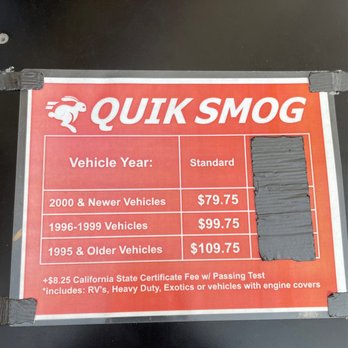 QUIK SMOG
Vehicle Year: Standard
2000 & Newer Vehicles $79.75
1996-1999 Vehicles $99.75
1995 & Older Vehicles $109.75
+$8.25 California State Certificate Fee w/ Passing Test
*includes: RV's, Heavy Duty, Exotics or vehicles with engine covers